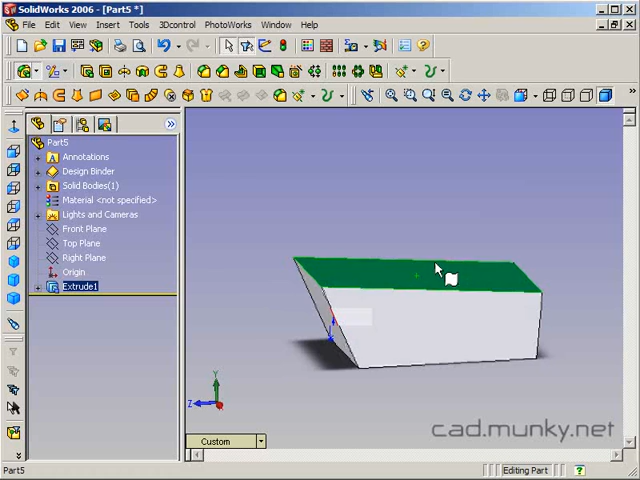 SolidWorks 2006 - [Part5 *]
File Edit View Insert Tools 3Dcontrol PhotoWorks Window Help
Part5
Annotations
Design Binder
Solid Bodies(1)
Material <not specified>
Lights and Cameras
Front Plane
Top Plane
Right Plane
Origin
Extrude1
Y
Z
Custom
cad.munky.net
Part5
Editing Part